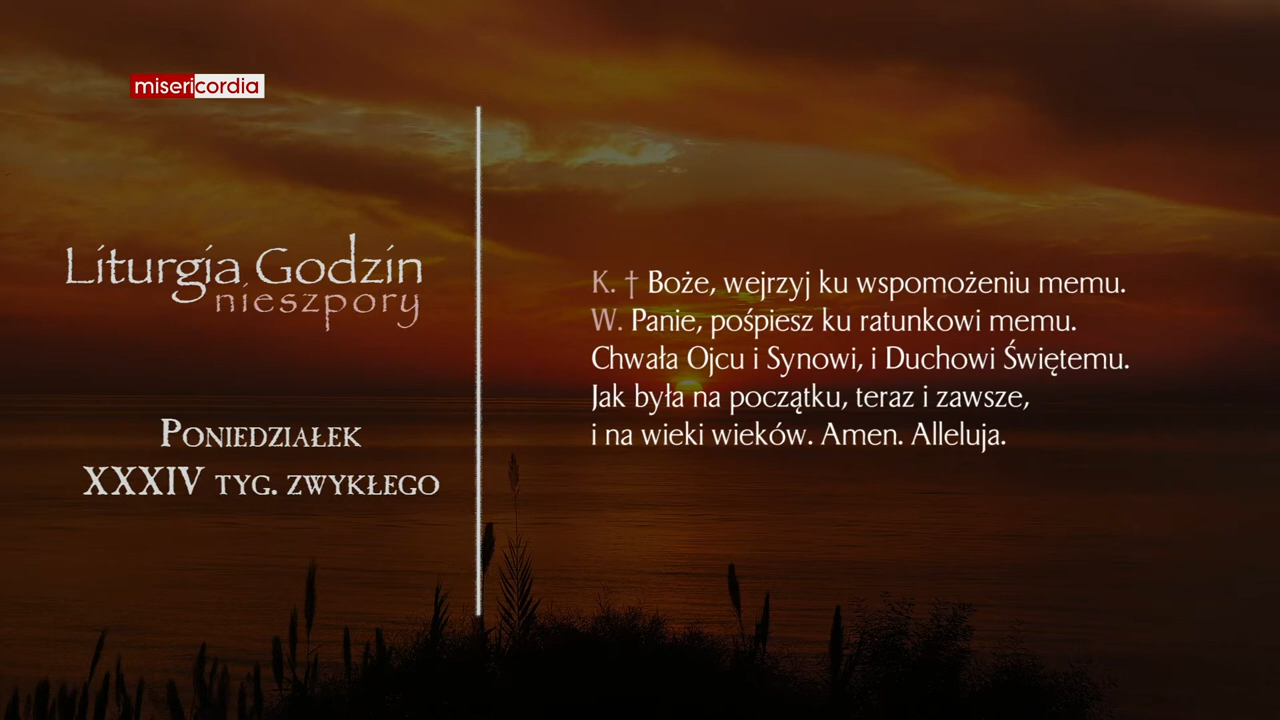 misericordia
Liturgia Godzin
nieszpory
Poniedziałek
XXXIV tyg. zwykłego
K. † Boże, wejrzyj ku wspomożeniu memu.
W. Panie, pośpiesz ku ratunkowi memu.
Chwała Ojcu i Synowi, i Duchowi Świętemu.
Jak była na początku, teraz i zawsze,
i na wieki wieków. Amen. Alleluja.